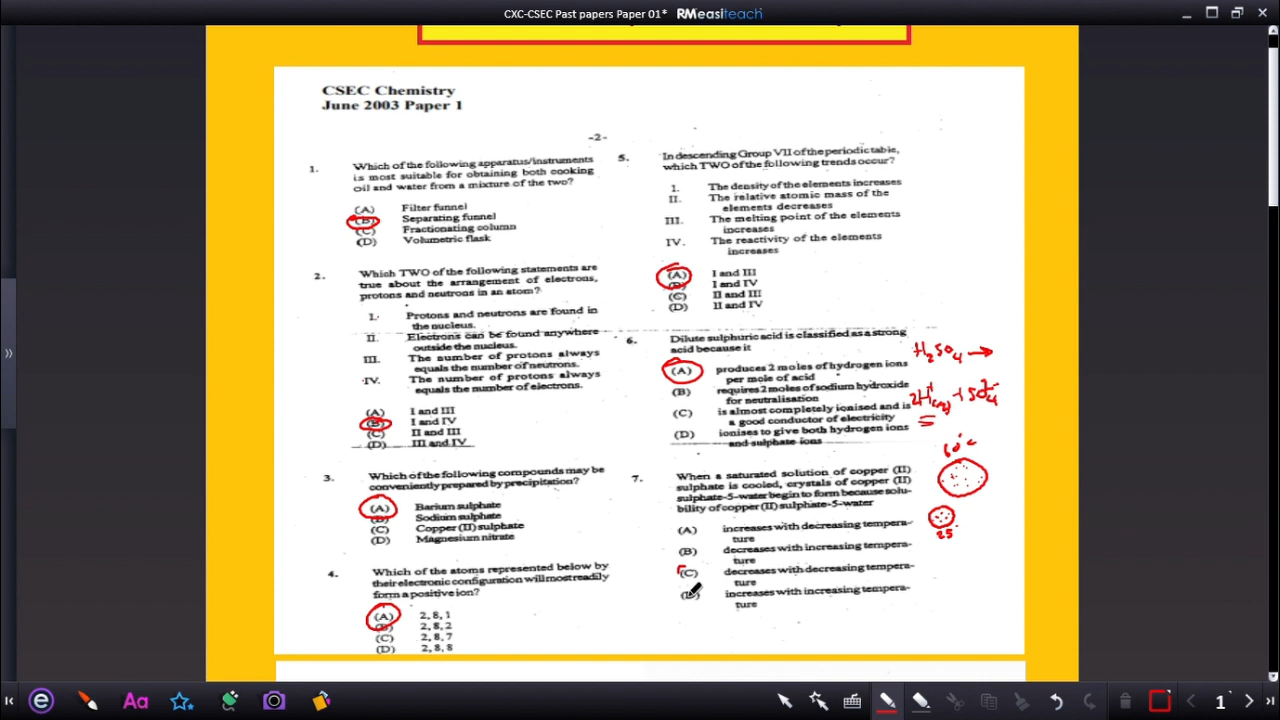 CXC-CSEC Past papers Paper 01*
RMeasiteach
CSEC Chemistry
June 2003 Paper 1
-2-
1. Which of the following apparatus/instruments
is most suitable for obtaining both cooking
oil and water from a mixture of the two?
(A) Filter funnel
(B) Separating funnel
(C) Fractionating column
(D) Volumetric flask
2. Which TWO of the following statements are
true about the arrangement of electrons,
protons and neutrons in an atom?
I. Protons and neutrons are found in
the nucleus.
II. Electrons can be found anywhere
outside the nucleus.
III. The number of protons always
equals the number of neutrons.
IV. The number of protons always
equals the number of electrons.
(A) I and III
(B) I and IV
(C) II and III
(D) III and IV
3. Which of the following compounds may be
conveniently prepared by precipitation?
(A) Barium sulphate
(B) Sodium sulphate
(C) Copper (II) sulphate
(D) Magnesium nitrate
4. Which of the atoms represented below by
their electronic configuration will most readily
form a positive ion?
(A) 2, 8, 1
(B) 2, 8, 2
(C) 2, 8, 7
(D) 2, 8, 8
5. In descending Group VII of the periodic table,
which TWO of the following trends occur?
I. The density of the elements increases
II. The relative atomic mass of the
elements decreases
III. The melting point of the elements
increases
IV. The reactivity of the elements
increases
(A) I and III
(B) I and IV
(C) II and III
(D) II and IV
6. Dilute sulphuric acid is classified as a strong
acid because it
(A) produces 2 moles of hydrogen ions
per mole of acid
(B) requires 2 moles of sodium hydroxide
for neutralisation
(C) is almost completely ionised and is
a good conductor of electricity
(D) ionises to give both hydrogen ions
and sulphate ions
H₂SO₄ →
2H⁺(aq) + SO₄²⁻
60°C
25
7. When a saturated solution of copper (II)
sulphate is cooled, crystals of copper (II)
sulphate-5-water begin to form because solu-
bility of copper (II) sulphate-5-water
(A) increases with decreasing tempera-
ture
(B) decreases with increasing tempera-
ture
(C) decreases with decreasing tempera-
ture
(D) increases with increasing tempera-
ture
e
Aa
1